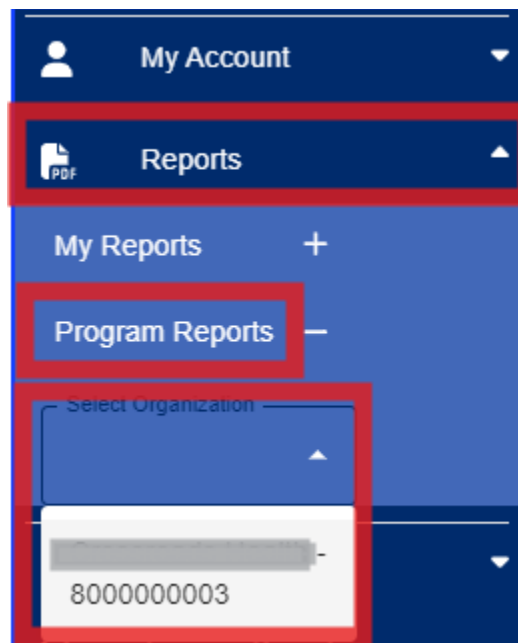 My Account
PDF
Reports
My Reports +
Program Reports –
Select Organization
-
8000000003